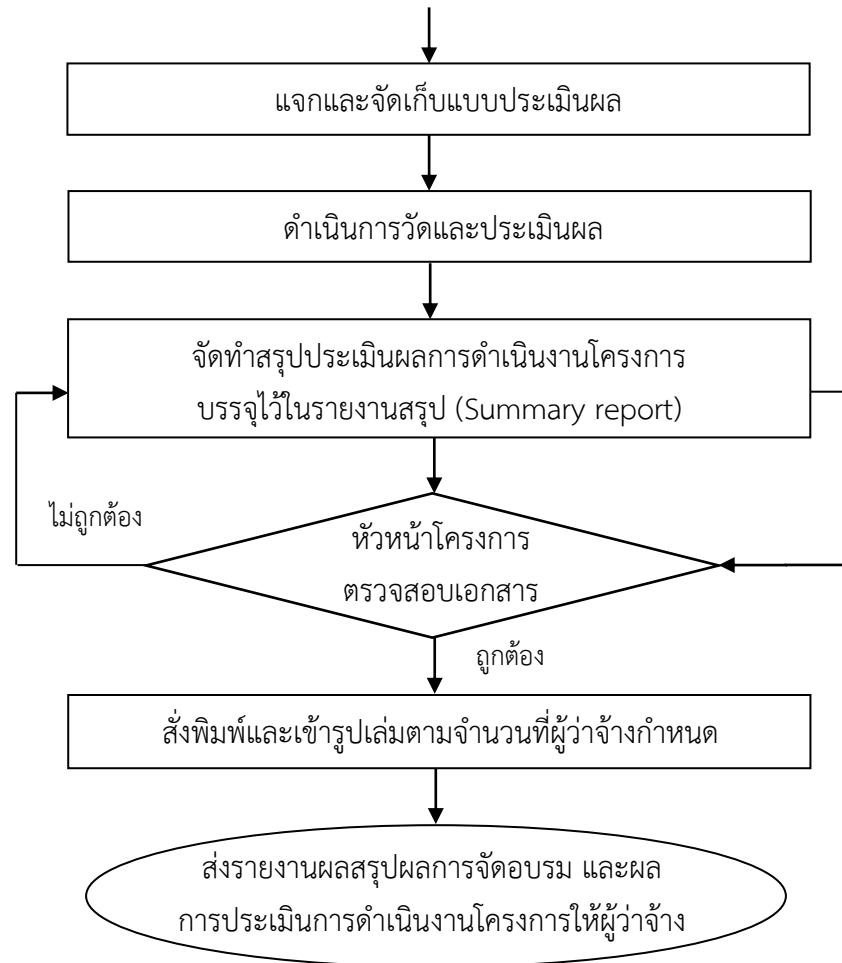 แจกและจัดเก็บแบบประเมินผล
ดำเนินการวัดและประเมินผล
จัดทำสรุปประเมินผลการดำเนินงานโครงการ
บรรจุไว้ในรายงานสรุป (Summary report)
ไม่ถูกต้อง
หัวหน้าโครงการ
ตรวจสอบเอกสาร
ถูกต้อง
สั่งพิมพ์และเข้ารูปเล่มตามจำนวนที่ผู้ว่าจ้างกำหนด
ส่งรายงานผลสรุปผลการจัดอบรม และผล
การประเมินการดำเนินงานโครงการให้ผู้ว่าจ้าง